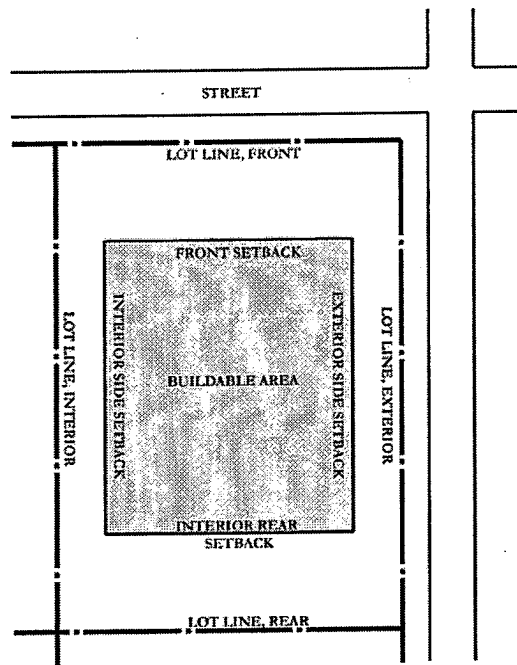 STREET
LOT LINE, FRONT
FRONT SETBACK
LOT LINE, INTERIOR
INTERIOR SIDE SETBACK
BUILDABLE AREA
EXTERIOR SIDE SETBACK
LOT LINE, EXTERIOR
INTERIOR REAR
SETBACK
LOT LINE, REAR